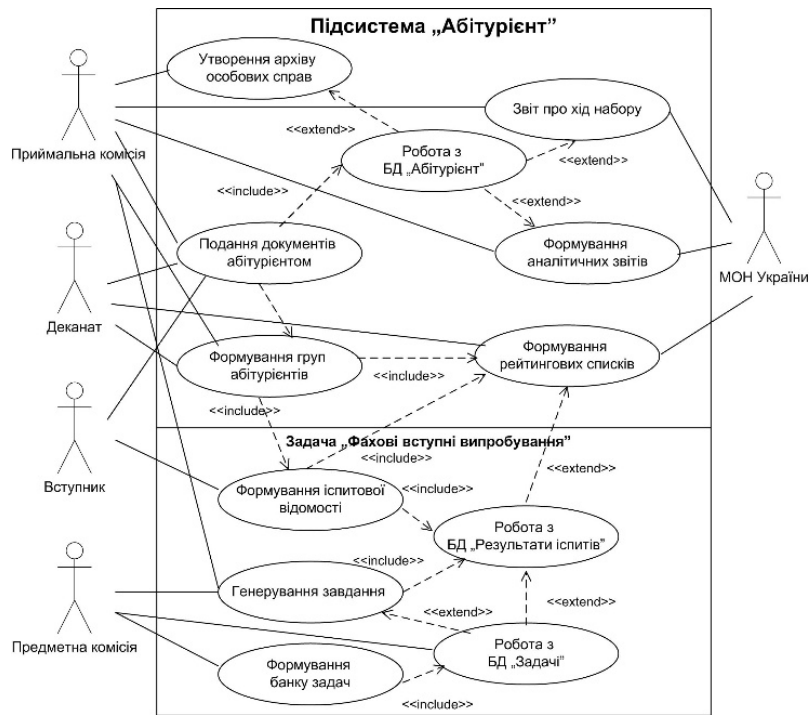 Підсистема „Абітурієнт”
Утворення архіву
особових справ
Звіт про хід набору
Приймальна комісія
<<extend>>
Робота з
БД „Абітурієнт”
<<extend>>
<<include>>
<<extend>>
Подання документів
абітурієнтом
Формування
аналітичних звітів
МОН України
Деканат
Формування груп
абітурієнтів
<<include>>
Формування
рейтингових списків
<<include>>
Задача „Фахові вступні випробування”
<<include>>
Вступник
Формування іспитової
відомості
<<include>>
<<extend>>
Робота з
БД „Результати іспитів”
<<include>>
Генерування завдання
<<extend>>
<<extend>>
Предметна комісія
Робота з
БД „Задачі”
Формування
банку задач
<<include>>